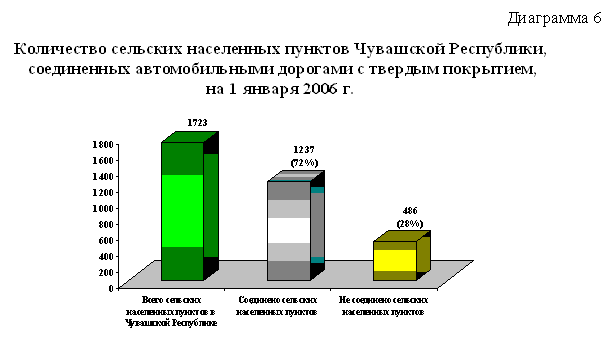 Диаграмма 6
Количество сельских населенных пунктов Чувашской Республики,
соединенных автомобильными дорогами с твердым покрытием,
на 1 января 2006 г.
1723
1237
(72%)
486
(28%)
1800
1600
1400
1200
1000
800
600
400
200
0
Всего сельских
населенных пунктов в
Чувашской Республике
Соединено сельских
населенных пунктов
Не соединено сельских
населенных пунктов